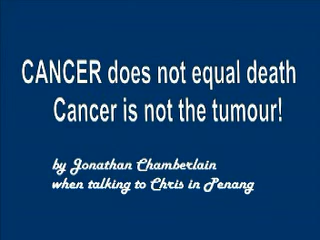 CANCER does not equal death
Cancer is not the tumour!
by Jonathan Chamberlain
when talking to Chris in Penang